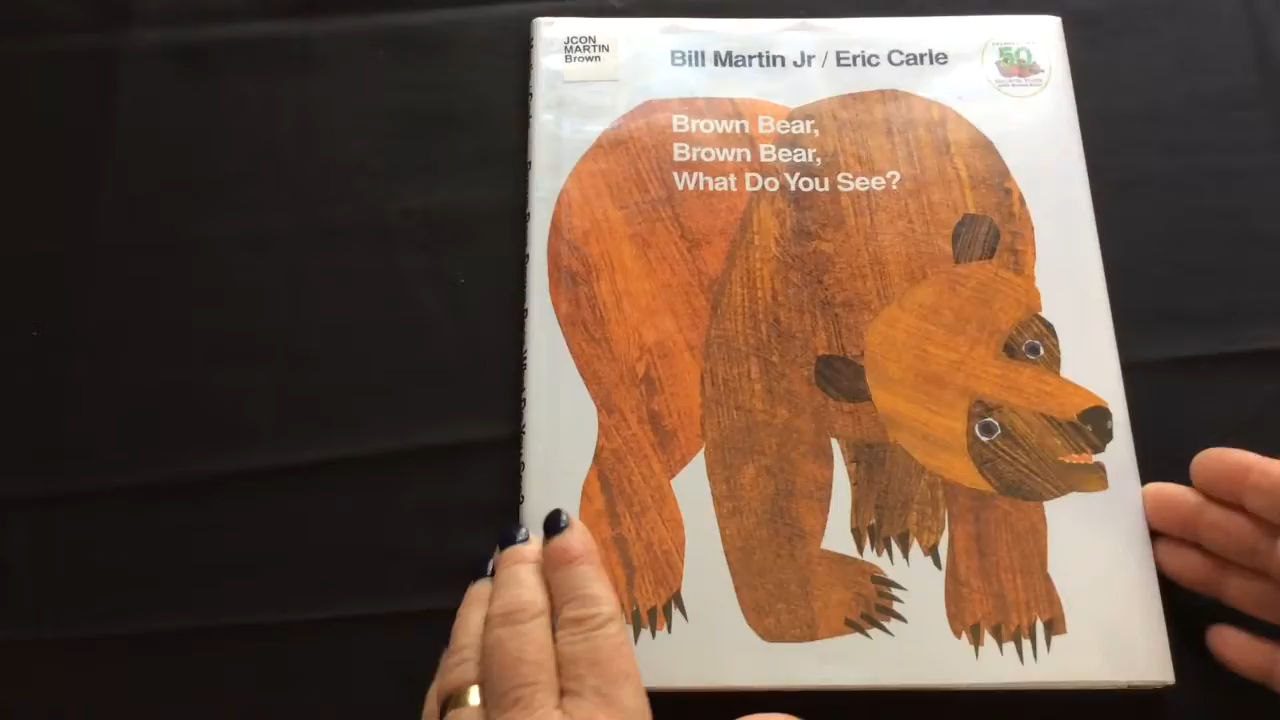 JCON
MARTIN
Brown
Bill Martin Jr / Eric Carle
50
Brown Bear,
Brown Bear,
What Do You See?